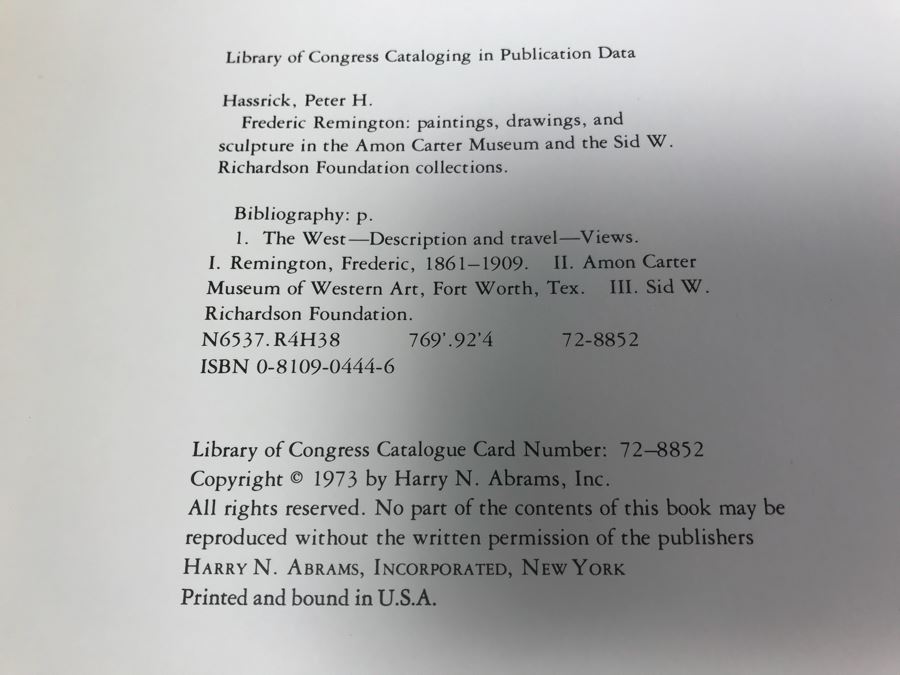 Library of Congress Cataloging in Publication Data
Hassrick, Peter H.
Frederic Remington: paintings, drawings, and
sculpture in the Amon Carter Museum and the Sid W.
Richardson Foundation collections.
Bibliography: p.
1. The West—Description and travel—Views.
I. Remington, Frederic, 1861–1909. II. Amon Carter
Museum of Western Art, Fort Worth, Tex. III. Sid W.
Richardson Foundation.
N6537.R4H38 769'.92'4 72-8852
ISBN 0-8109-0444-6
Library of Congress Catalogue Card Number: 72–8852
Copyright © 1973 by Harry N. Abrams, Inc.
All rights reserved. No part of the contents of this book may be
reproduced without the written permission of the publishers
HARRY N. ABRAMS, INCORPORATED, NEW YORK
Printed and bound in U.S.A.